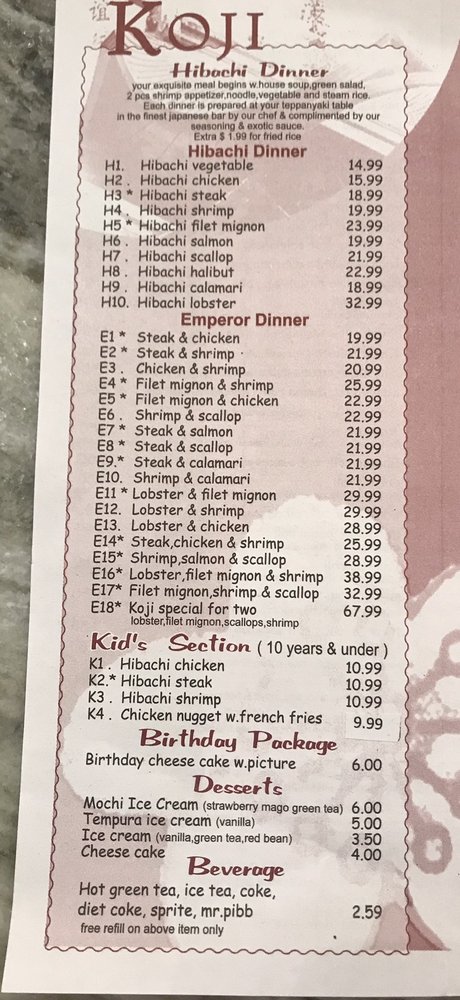 KOJI
Hibachi Dinner
your exquisite meal begins w.house soup,green salad,
2 pcs shrimp appetizer,noodle,vegetable and steam rice.
Each dinner is prepared at your teppanyaki table
in the finest japanese bar by our chef & complimented by our
seasoning & exotic sauce.
Extra $ 1.99 for fried rice
Hibachi Dinner
H1. Hibachi vegetable 14.99
H2 . Hibachi chicken 15.99
H3 * Hibachi steak 18.99
H4 . Hibachi shrimp 19.99
H5 * Hibachi filet mignon 23.99
H6 . Hibachi salmon 19.99
H7 . Hibachi scallop 21.99
H8 . Hibachi halibut 22.99
H9 . Hibachi calamari 18.99
H10. Hibachi lobster 32.99
Emperor Dinner
E1 * Steak & chicken 19.99
E2 * Steak & shrimp 21.99
E3 . Chicken & shrimp 20.99
E4 * Filet mignon & shrimp 25.99
E5 * Filet mignon & chicken 22.99
E6 . Shrimp & scallop 22.99
E7 * Steak & salmon 21.99
E8 * Steak & scallop 21.99
E9.* Steak & calamari 21.99
E10. Shrimp & calamari 21.99
E11 * Lobster & filet mignon 29.99
E12. Lobster & shrimp 29.99
E13. Lobster & chicken 28.99
E14* Steak,chicken & shrimp 25.99
E15* Shrimp,salmon & scallop 28.99
E16* Lobster,filet mignon & shrimp 38.99
E17* Filet mignon,shrimp & scallop 32.99
E18* Koji special for two 67.99
lobster,filet mignon,scallops,shrimp
Kid's Section ( 10 years & under )
K1 . Hibachi chicken 10.99
K2.* Hibachi steak 10.99
K3 . Hibachi shrimp 10.99
K4 . Chicken nugget w.french fries 9.99
Birthday Package
Birthday cheese cake w.picture 6.00
Desserts
Mochi Ice Cream (strawberry mago green tea) 6.00
Tempura ice cream (vanilla) 5.00
Ice cream (vanilla,green tea,red bean) 3.50
Cheese cake 4.00
Beverage
Hot green tea, ice tea, coke,
diet coke, sprite, mr.pibb 2.59
free refill on above item only